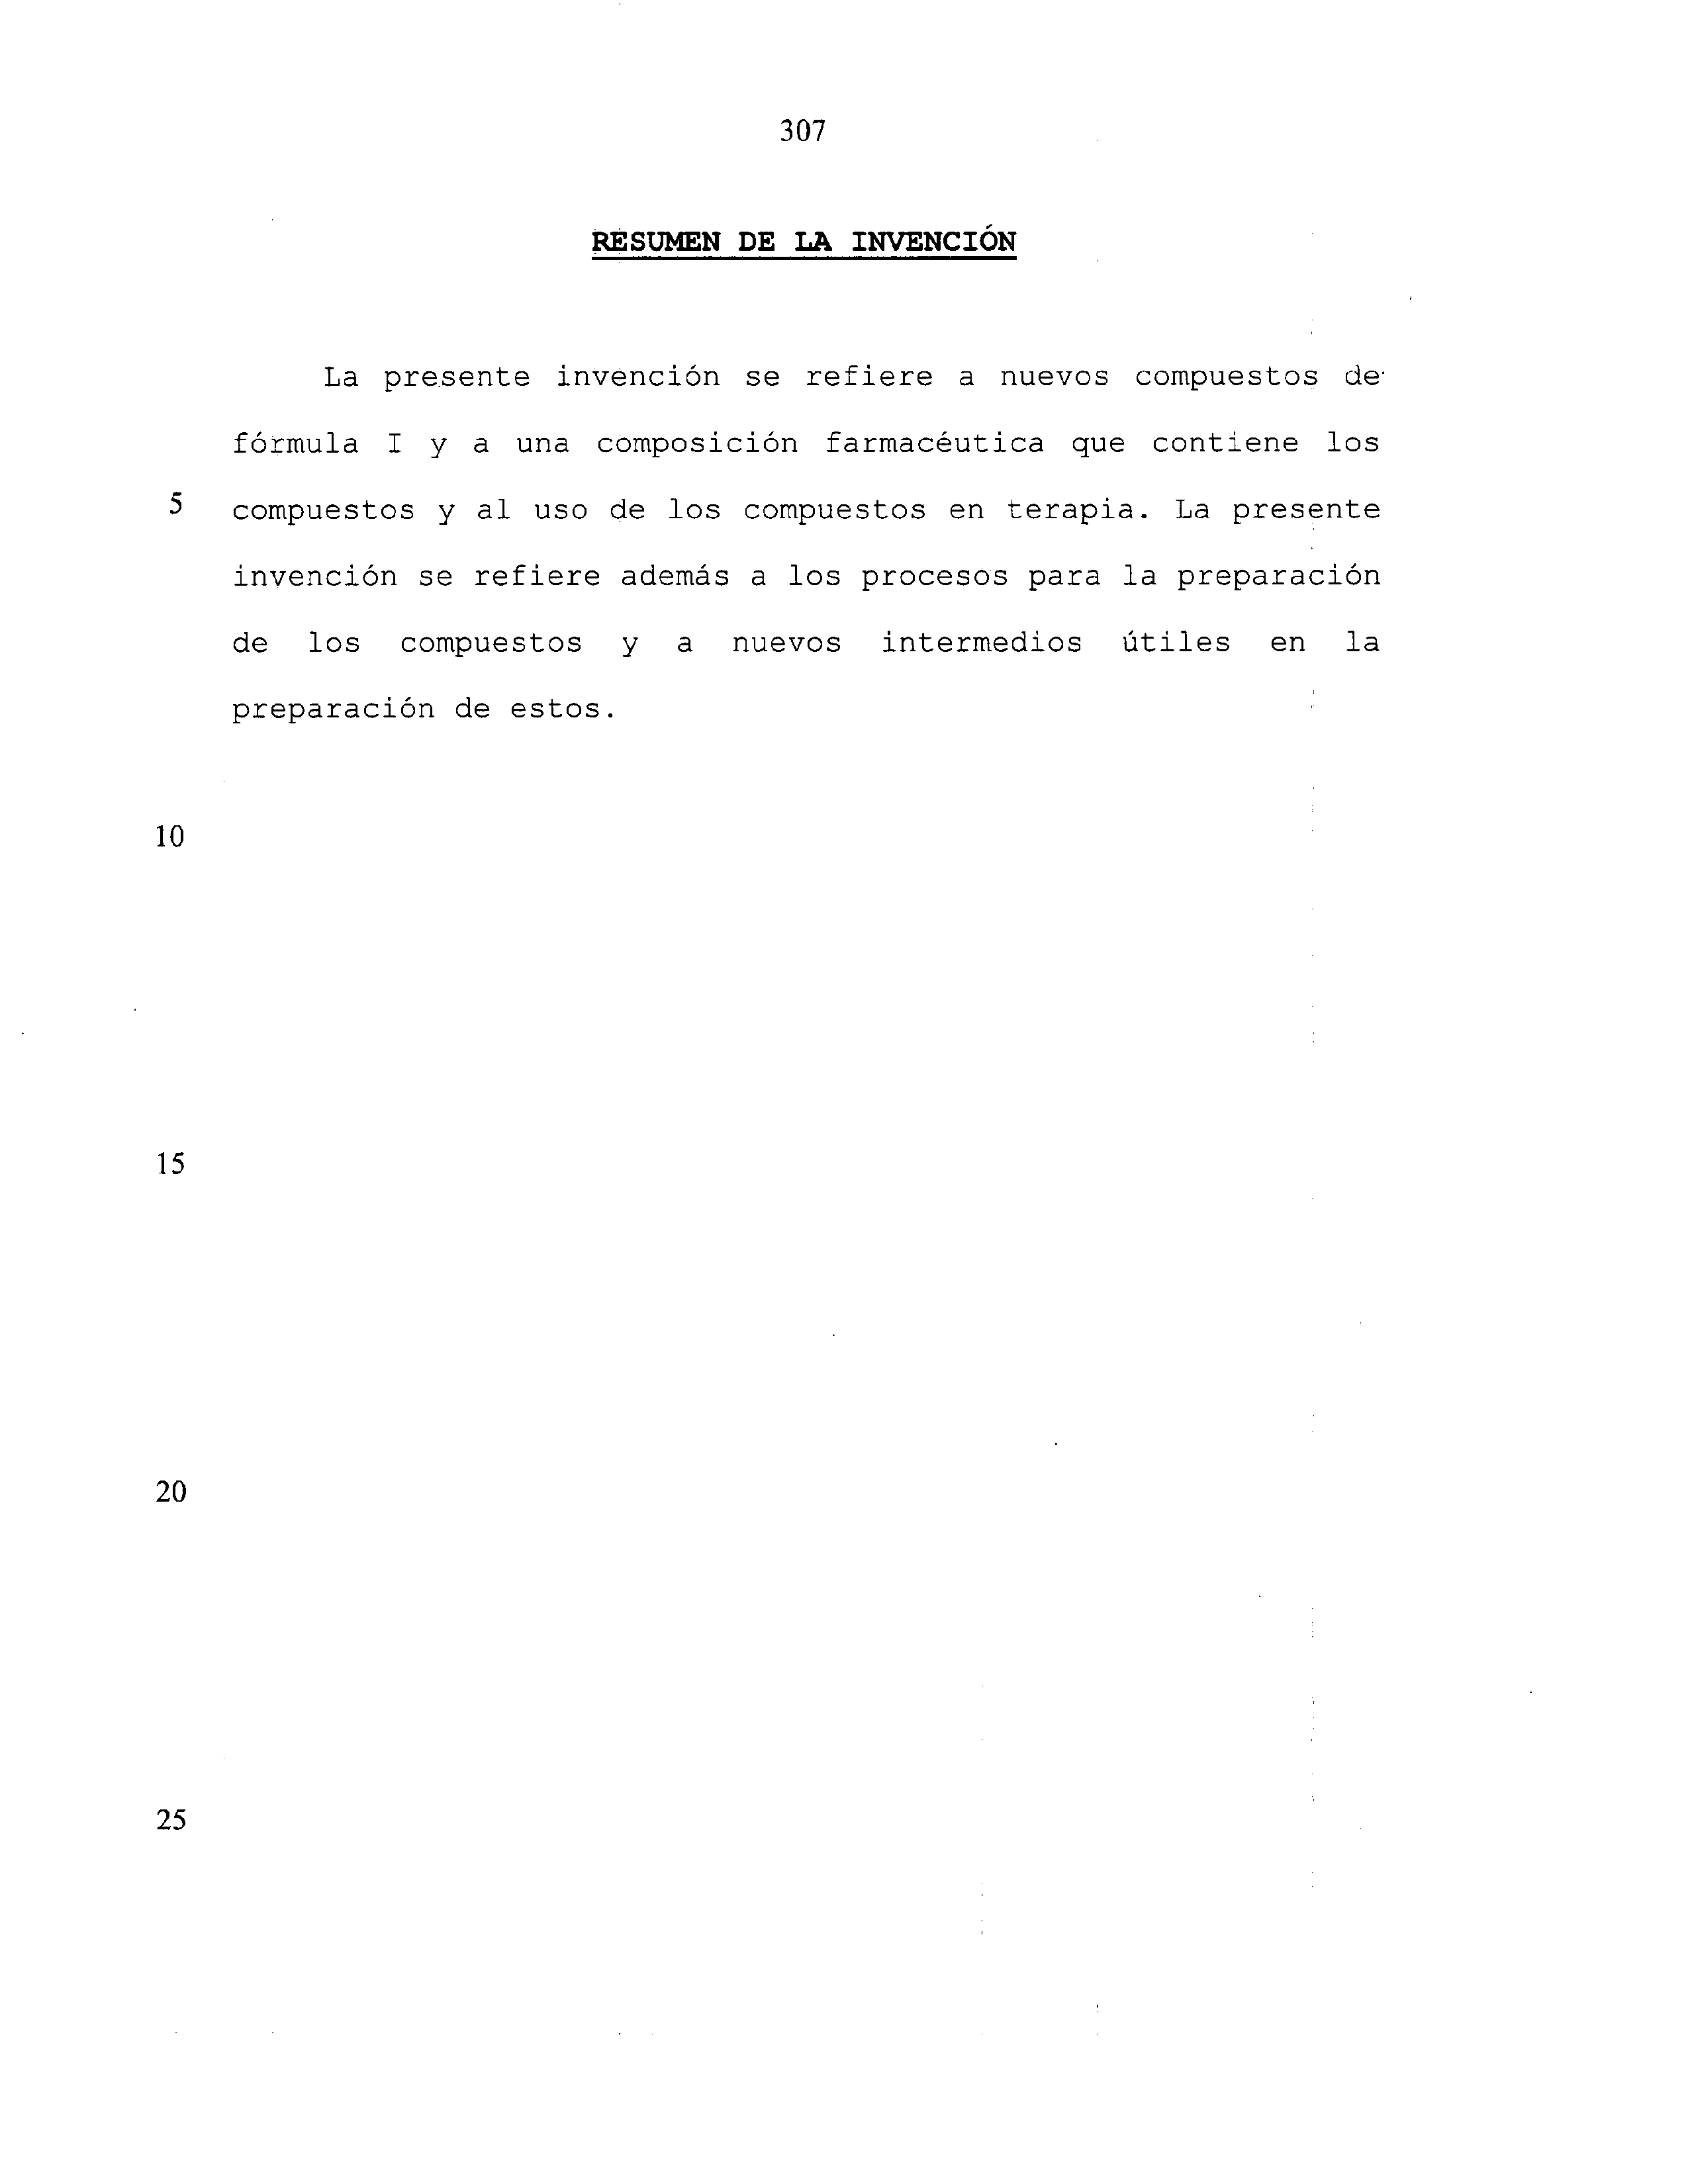 307
RESUMEN DE LA INVENCIÓN
La presente invención se refiere a nuevos compuestos de
fórmula I y a una composición farmacéutica que contiene los
5 compuestos y al uso de los compuestos en terapia. La presente
invención se refiere además a los procesos para la preparación
de los compuestos y a nuevos intermedios útiles en la
preparación de estos.
10
15
20
25